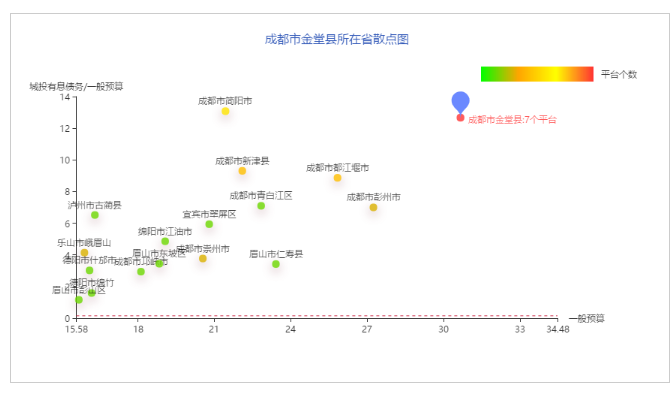 成都市金堂县所在省散点图
平台个数
城投有息债务/一般预算
14
12
10
8
6
4
2
0
成都市简阳市
成都市金堂县:7个平台
成都市新津县
成都市都江堰市
成都市青白江区
成都市彭州市
泸州市古蔺县
宜宾市翠屏区
绵阳市江油市
乐山市峨眉山
眉山市东坡区
成都市崇州市
眉山市仁寿县
德阳市什邡市
成都市邛崃市
德阳市绵竹
眉山市彭山区
15.58
18
21
24
27
30
33
34.48
一般预算